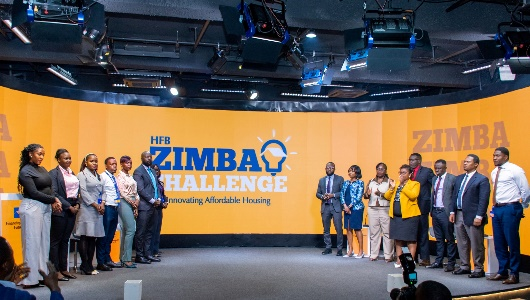 HFB
ZIMBA
CHALLENGE
Innovating Affordable Housing
ZIMBA